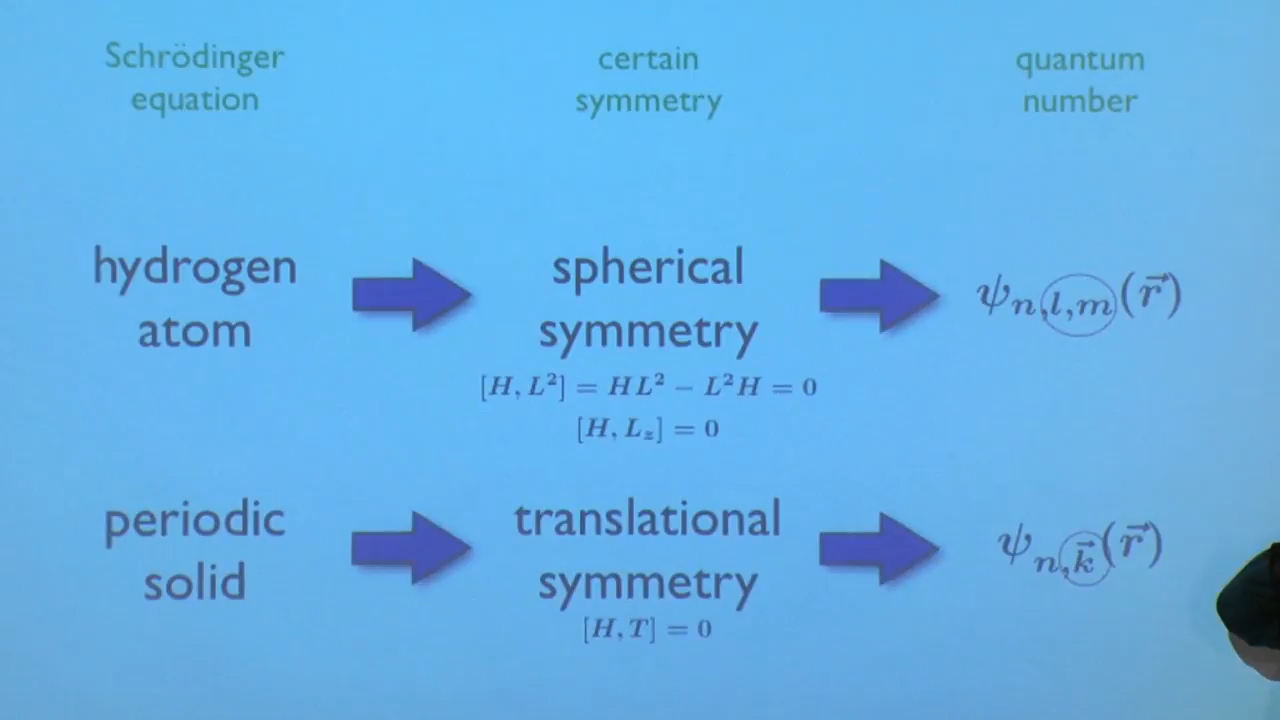 Schrödinger
equation
certain
symmetry
quantum
number
hydrogen
atom
spherical
symmetry
[H, L²] = HL² − L²H = 0
[H, L_z] = 0
ψ_{n,l,m}(r⃗)
periodic
solid
translational
symmetry
[H, T] = 0
ψ_{n,k⃗}(r⃗)